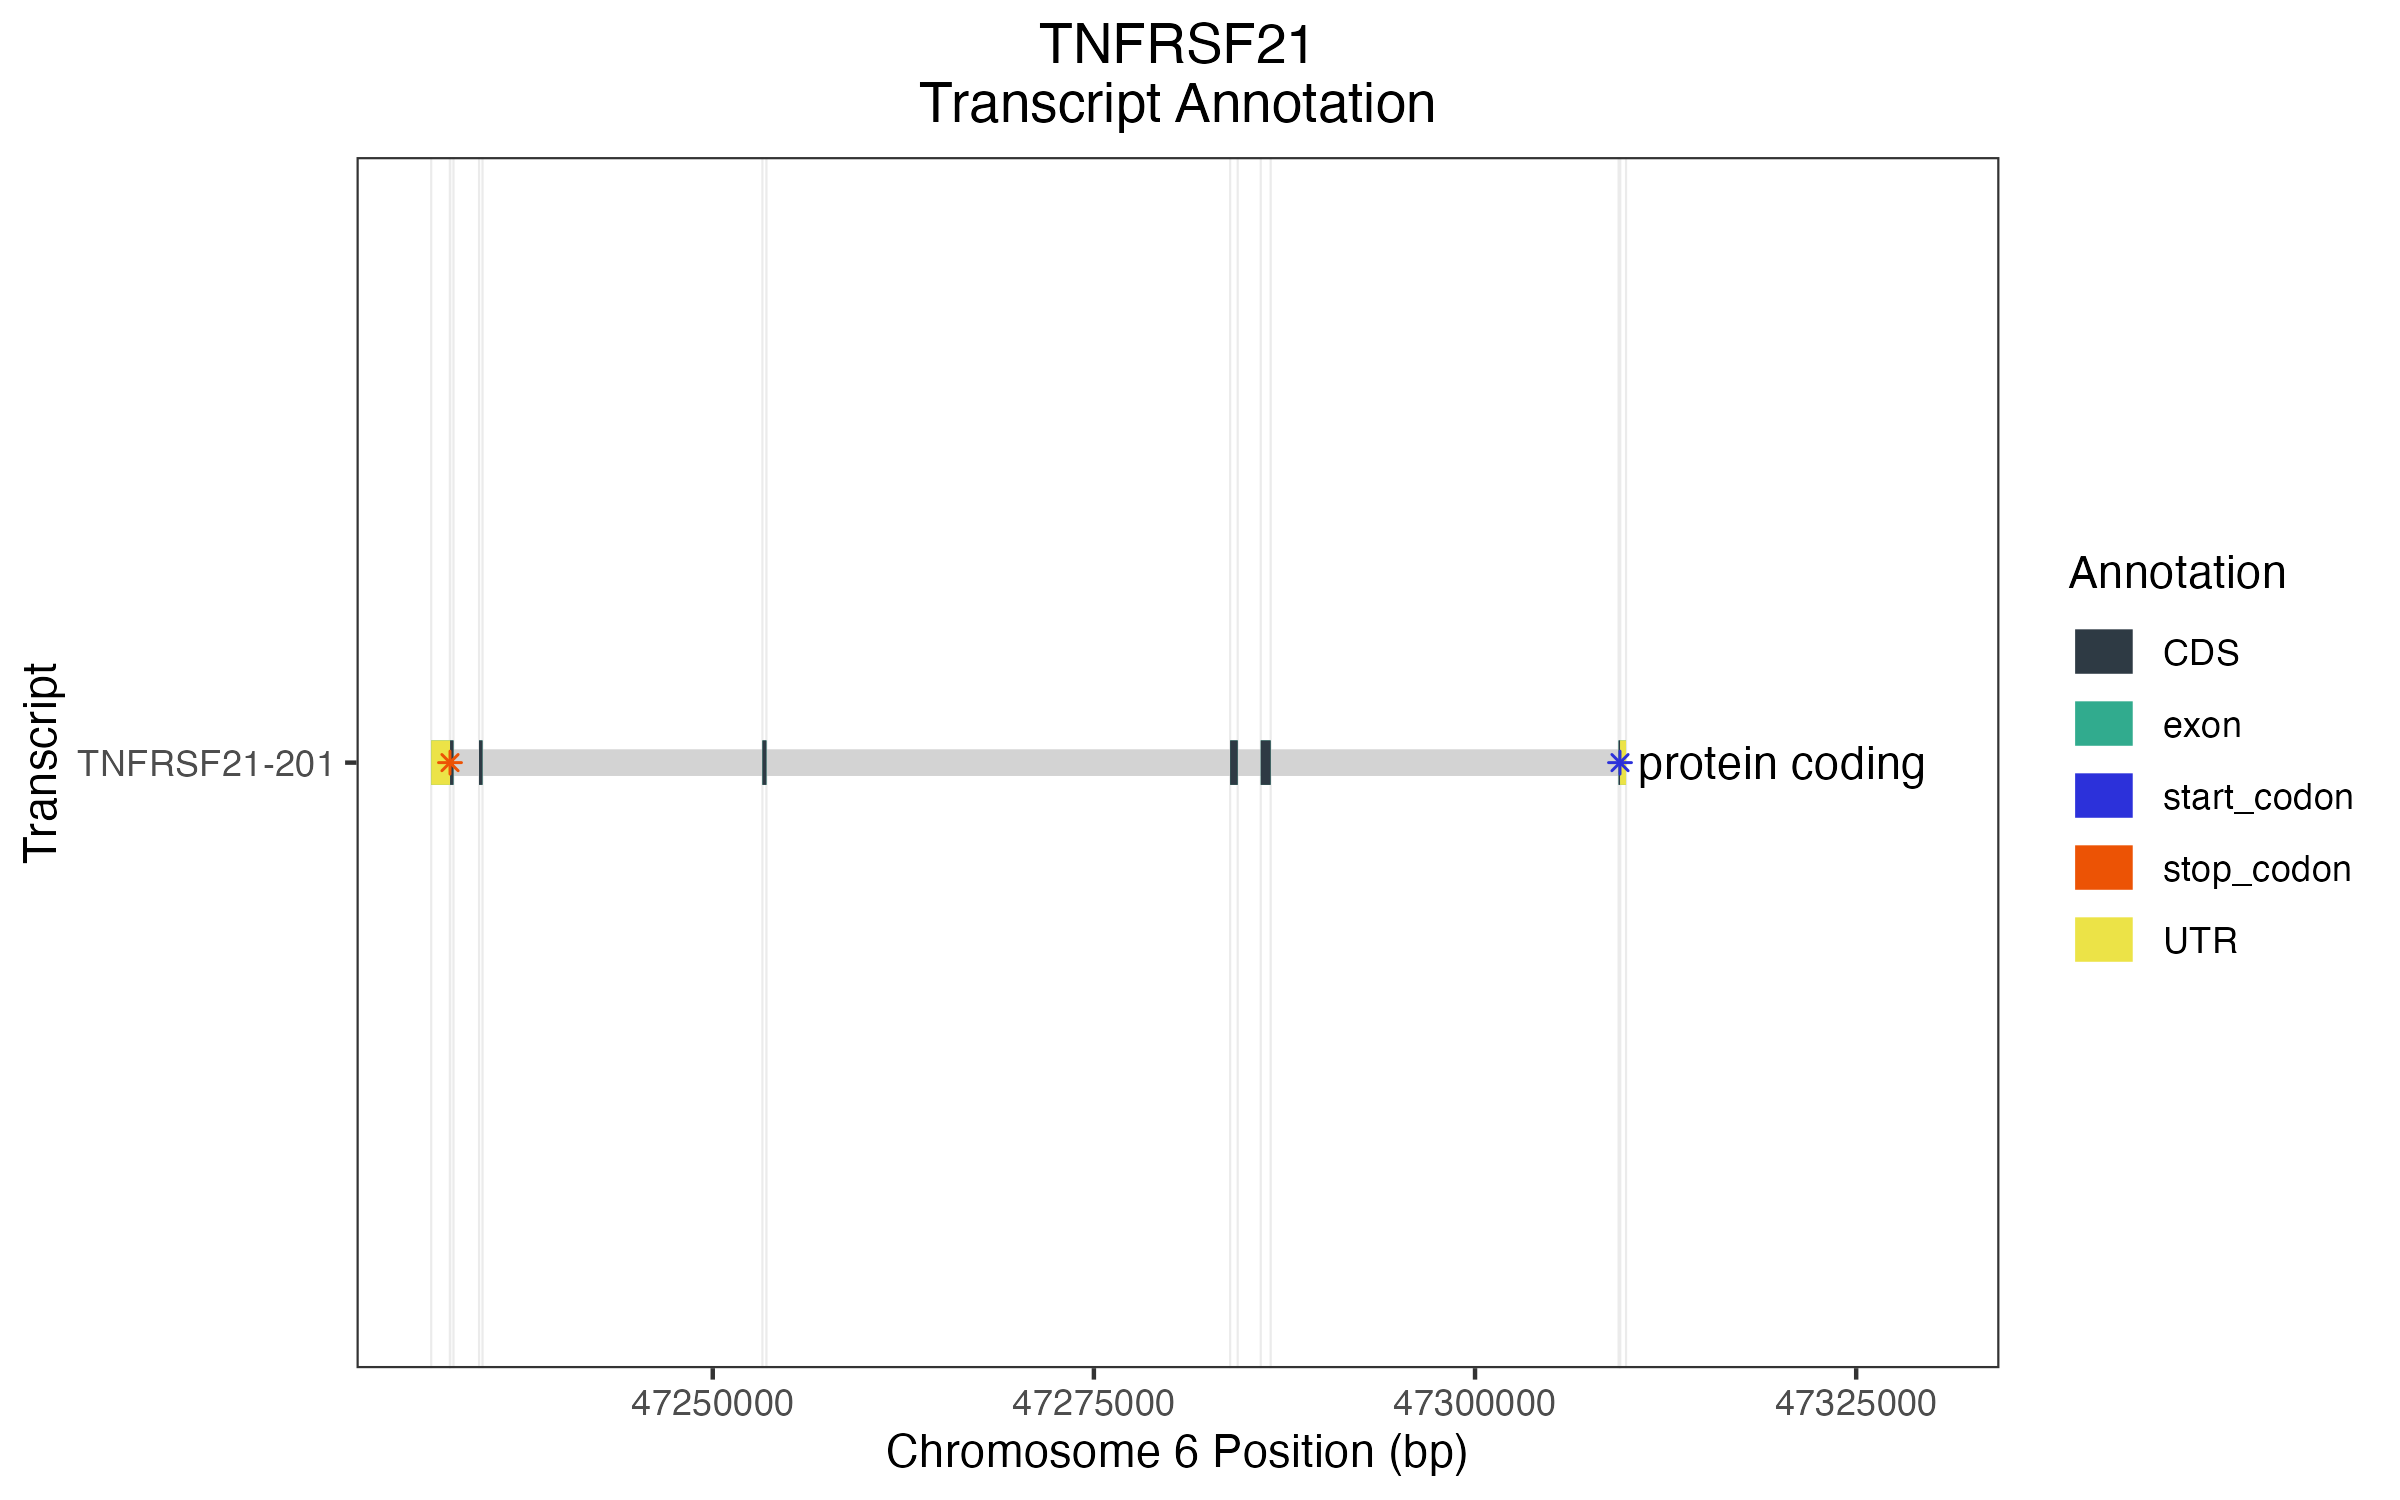 TNFRSF21
Transcript Annotation
Transcript
TNFRSF21-201
protein coding
47250000
47275000
47300000
47325000
Chromosome 6 Position (bp)
Annotation
CDS
exon
start_codon
stop_codon
UTR